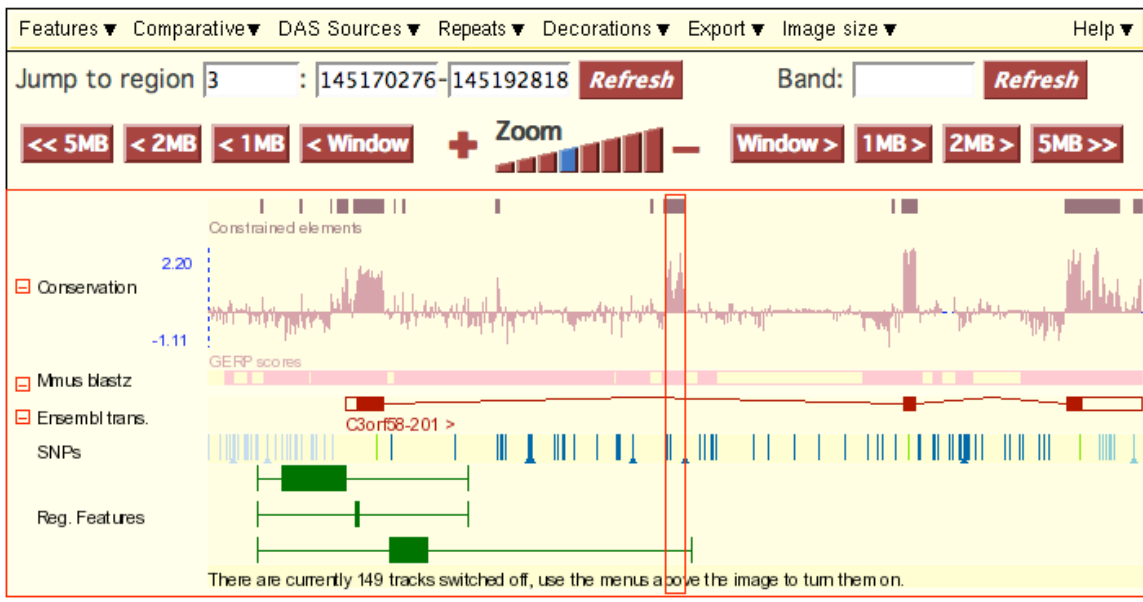 Features ▼ Comparative▼ DAS Sources ▼ Repeats ▼ Decorations ▼ Export ▼ Image size ▼ Help ▼
Jump to region 3 : 145170276-145192818 Refresh Band: Refresh
<< 5MB < 2MB < 1MB < Window + Zoom − Window > 1MB > 2MB > 5MB >>
Constrained elements
2.20
Conservation
-1.11
GERP scores
Mmus blastz
Ensembl trans.
C3orf58-201 >
SNPs
Reg. Features
There are currently 149 tracks switched off, use the menus above the image to turn them on.